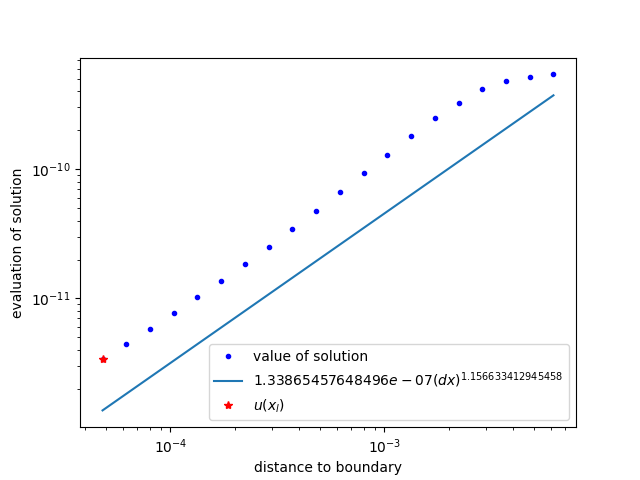 10⁻¹⁰
10⁻¹¹
evaluation of solution
value of solution
1.33865457648496e − 07(dx)¹·¹⁵⁶⁶³³⁴¹²⁹⁴⁵⁴⁵⁸
u(xₗ)
10⁻⁴
10⁻³
distance to boundary